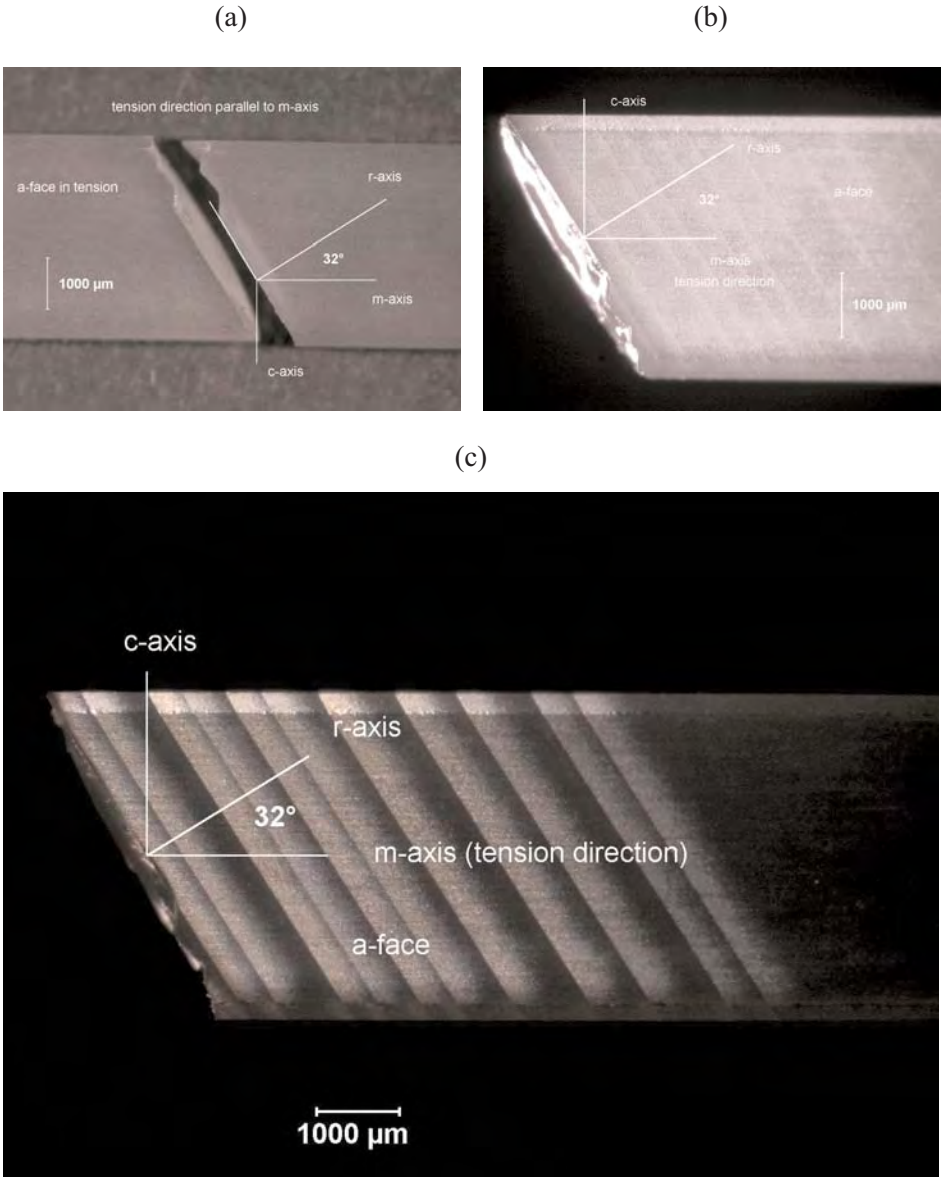 (a)
(b)
tension direction parallel to m-axis
a-face in tension
r-axis
32°
m-axis
1000 µm
c-axis
c-axis
r-axis
a-face
32°
m-axis
tension direction
1000 µm
(c)
c-axis
r-axis
32°
m-axis (tension direction)
a-face
1000 µm